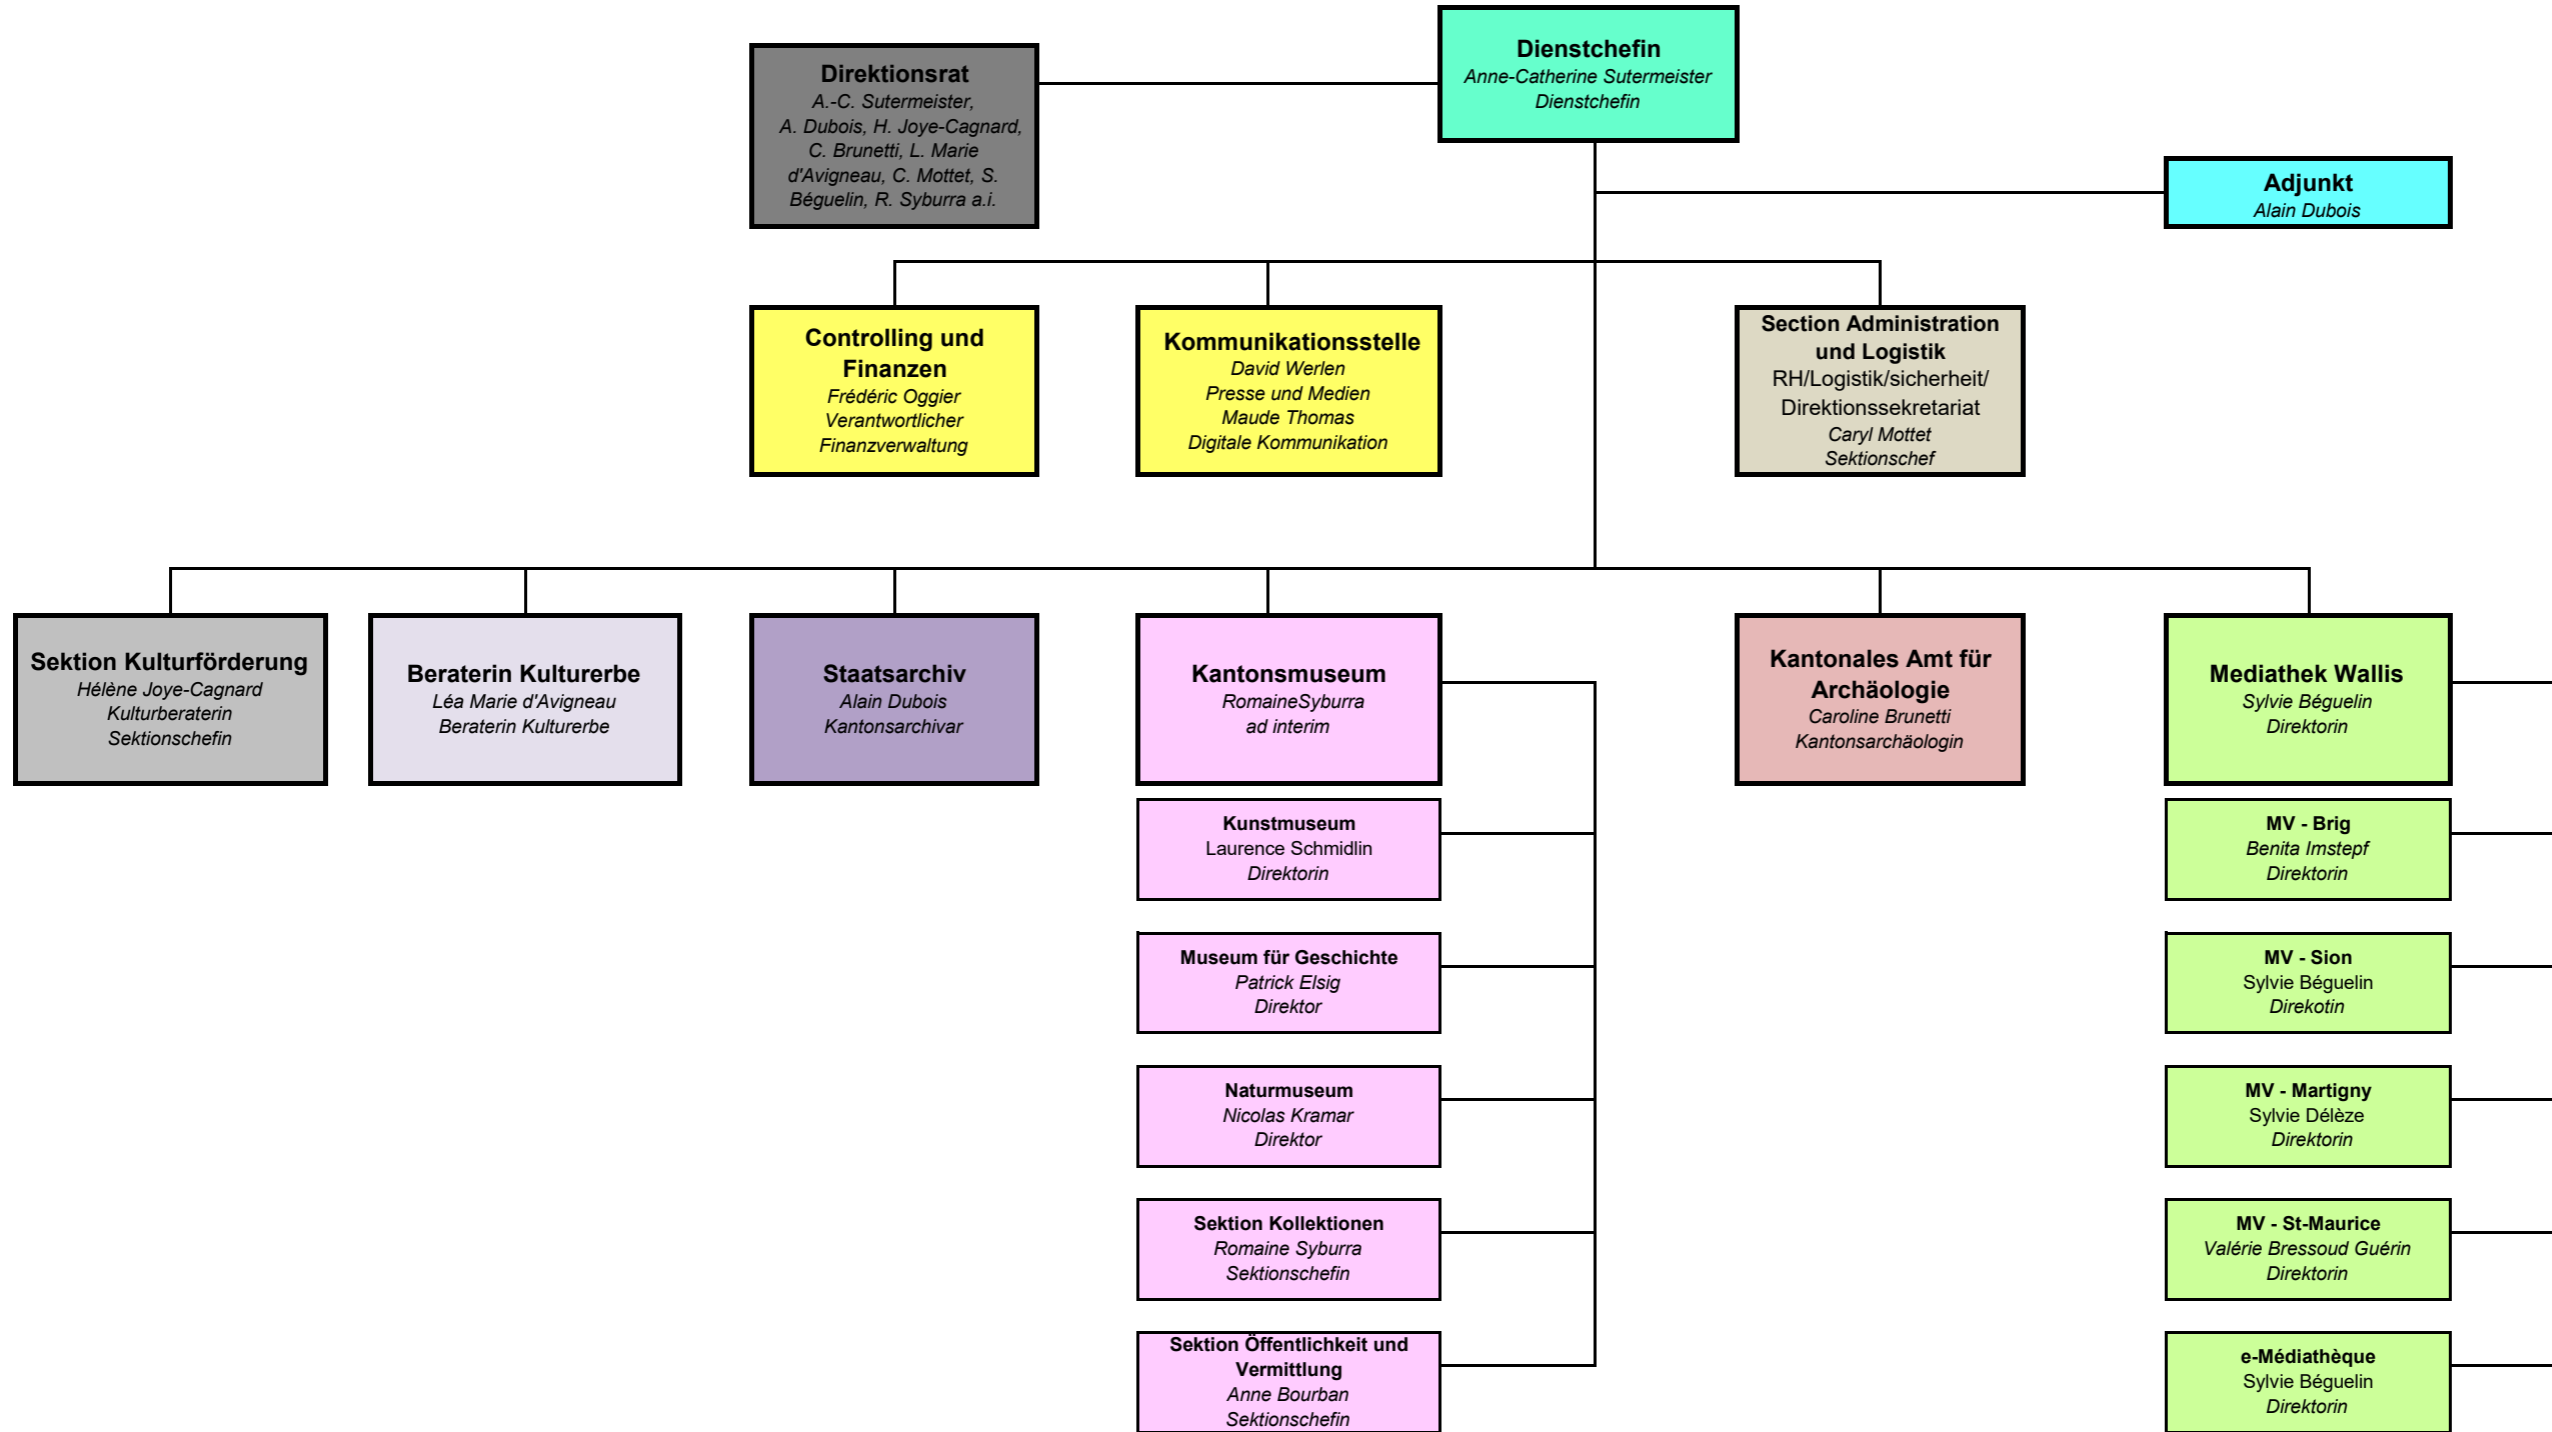 Dienstchefin
Anne-Catherine Sutermeister
Dienstchefin
Direktionsrat
A.-C. Sutermeister,
A. Dubois, H. Joye-Cagnard,
C. Brunetti, L. Marie
d'Avigneau, C. Mottet, S.
Béguelin, R. Syburra a.i.
Adjunkt
Alain Dubois
Controlling und
Finanzen
Frédéric Oggier
Verantwortlicher
Finanzverwaltung
Kommunikationsstelle
David Werlen
Presse und Medien
Maude Thomas
Digitale Kommunikation
Section Administration
und Logistik
RH/Logistik/sicherheit/
Direktionssekretariat
Caryl Mottet
Sektionschef
Sektion Kulturförderung
Hélène Joye-Cagnard
Kulturberaterin
Sektionschefin
Beraterin Kulturerbe
Léa Marie d'Avigneau
Beraterin Kulturerbe
Staatsarchiv
Alain Dubois
Kantonsarchivar
Kantonsmuseum
RomaineSyburra
ad interim
Kantonales Amt für
Archäologie
Caroline Brunetti
Kantonsarchäologin
Mediathek Wallis
Sylvie Béguelin
Direktorin
Kunstmuseum
Laurence Schmidlin
Direktorin
Museum für Geschichte
Patrick Elsig
Direktor
Naturmuseum
Nicolas Kramar
Direktor
Sektion Kollektionen
Romaine Syburra
Sektionschefin
Sektion Öffentlichkeit und
Vermittlung
Anne Bourban
Sektionschefin
MV - Brig
Benita Imstepf
Direktorin
MV - Sion
Sylvie Béguelin
Direkotin
MV - Martigny
Sylvie Délèze
Direktorin
MV - St-Maurice
Valérie Bressoud Guérin
Direktorin
e-Médiathèque
Sylvie Béguelin
Direktorin